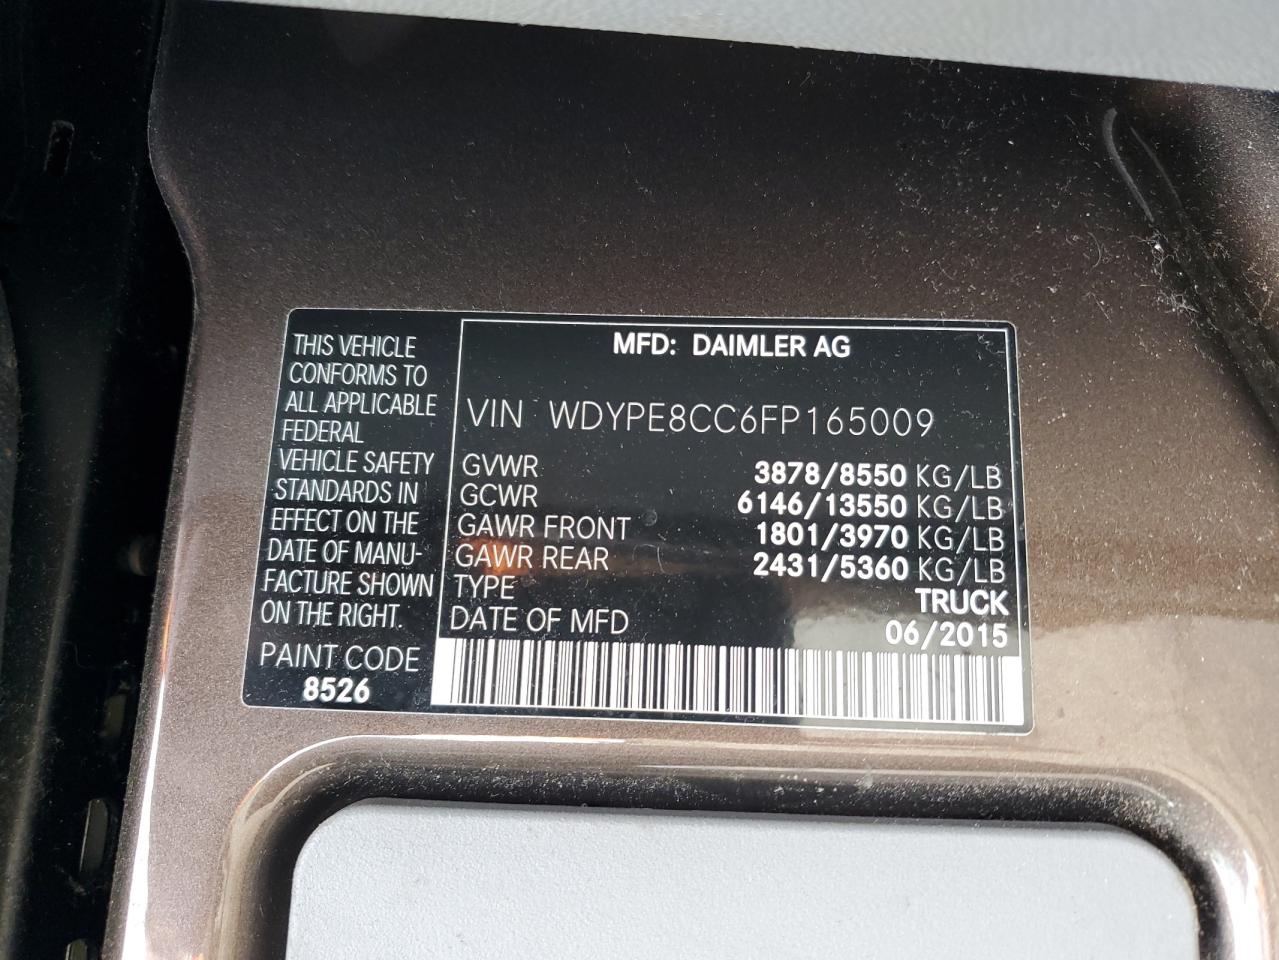 THIS VEHICLE
CONFORMS TO
ALL APPLICABLE
FEDERAL
VEHICLE SAFETY
STANDARDS IN
EFFECT ON THE
DATE OF MANU-
FACTURE SHOWN
ON THE RIGHT.
PAINT CODE
8526
MFD: DAIMLER AG
VIN WDYPE8CC6FP165009
GVWR 3878/8550 KG/LB
GCWR 6146/13550 KG/LB
GAWR FRONT 1801/3970 KG/LB
GAWR REAR 2431/5360 KG/LB
TYPE TRUCK
DATE OF MFD 06/2015